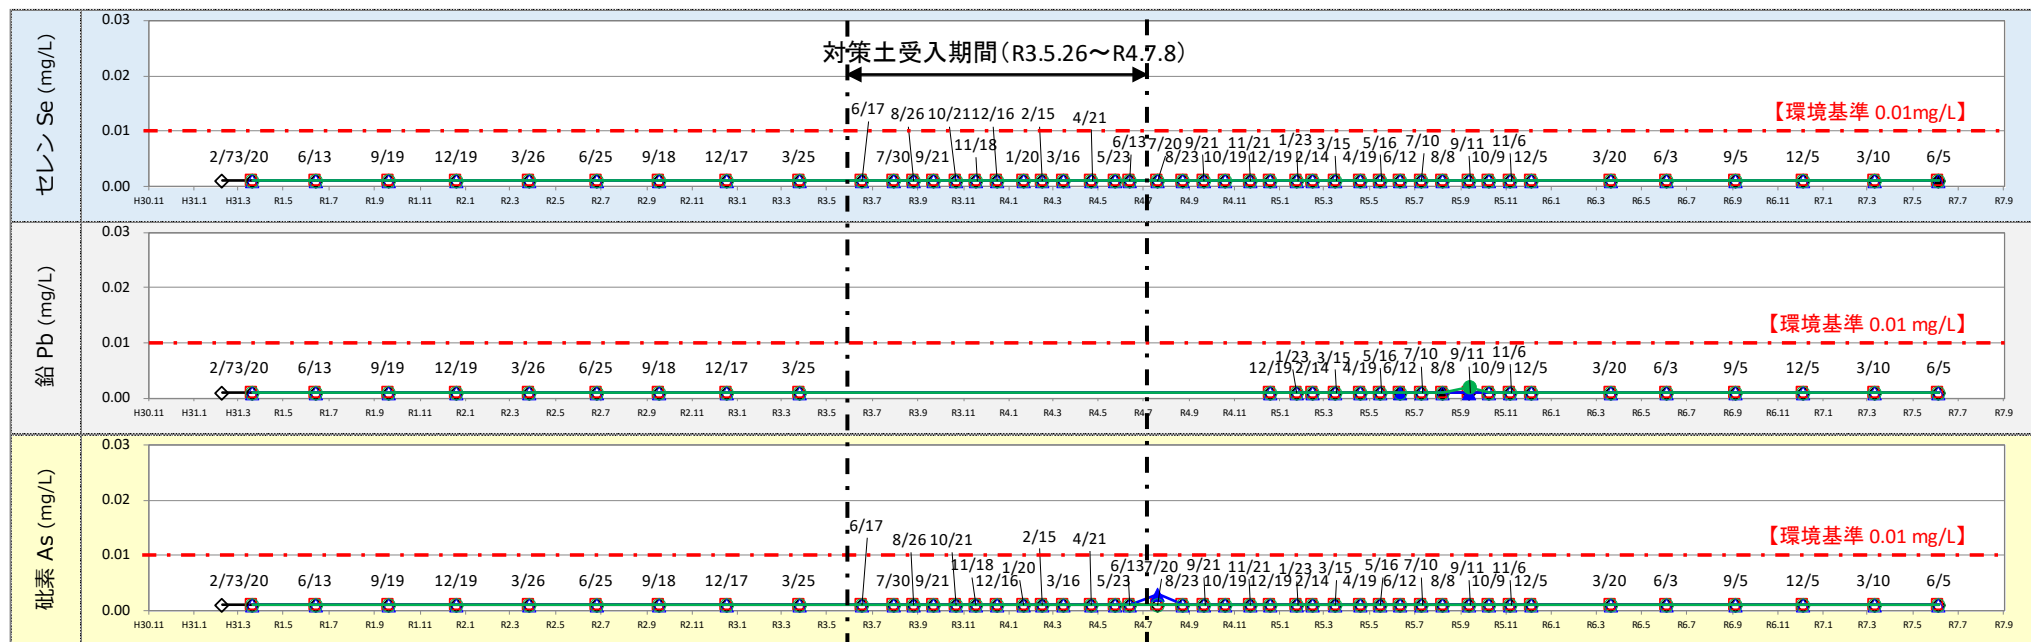 対策土受入期間（R3.5.26～R4.7.8）
セレン Se (mg/L)
0.03
0.02
0.01
0.00
【環境基準 0.01mg/L】
6/17 8/26 10/21 12/16 2/15 4/21
11/18 6/13 7/20 9/21 11/21 1/23 3/15 5/16 7/10 9/11 11/6
2/7 3/20 6/13 9/19 12/19 3/26 6/25 9/18 12/17 3/25 7/30 9/21 1/20 3/16 5/23 8/23 10/19 12/19 2/14 4/19 6/12 8/8 10/9 12/5 3/20 6/3 9/5 12/5 3/10 6/5
H30.11 H31.1 H31.3 R1.5 R1.7 R1.9 R1.11 R2.1 R2.3 R2.5 R2.7 R2.9 R2.11 R3.1 R3.3 R3.5 R3.7 R3.9 R3.11 R4.1 R4.3 R4.5 R4.7 R4.9 R4.11 R5.1 R5.3 R5.5 R5.7 R5.9 R5.11 R6.1 R6.3 R6.5 R6.7 R6.9 R6.11 R7.1 R7.3 R7.5 R7.7 R7.9
鉛 Pb (mg/L)
0.03
0.02
0.01
0.00
【環境基準 0.01 mg/L】
1/23 3/15 5/16 7/10 9/11 11/6
2/7 3/20 6/13 9/19 12/19 3/26 6/25 9/18 12/17 3/25 12/19 2/14 4/19 6/12 8/8 10/9 12/5 3/20 6/3 9/5 12/5 3/10 6/5
H30.11 H31.1 H31.3 R1.5 R1.7 R1.9 R1.11 R2.1 R2.3 R2.5 R2.7 R2.9 R2.11 R3.1 R3.3 R3.5 R3.7 R3.9 R3.11 R4.1 R4.3 R4.5 R4.7 R4.9 R4.11 R5.1 R5.3 R5.5 R5.7 R5.9 R5.11 R6.1 R6.3 R6.5 R6.7 R6.9 R6.11 R7.1 R7.3 R7.5 R7.7 R7.9
砒素 As (mg/L)
0.03
0.02
0.01
0.00
【環境基準 0.01 mg/L】
6/17 8/26 10/21 2/15 4/21
11/18 1/20 6/13 7/20 9/21 11/21 1/23 3/15 5/16 7/10 9/11 11/6
2/7 3/20 6/13 9/19 12/19 3/26 6/25 9/18 12/17 3/25 7/30 9/21 12/16 3/16 5/23 8/23 10/19 12/19 2/14 4/19 6/12 8/8 10/9 12/5 3/20 6/3 9/5 12/5 3/10 6/5
H30.11 H31.1 H31.3 R1.5 R1.7 R1.9 R1.11 R2.1 R2.3 R2.5 R2.7 R2.9 R2.11 R3.1 R3.3 R3.5 R3.7 R3.9 R3.11 R4.1 R4.3 R4.5 R4.7 R4.9 R4.11 R5.1 R5.3 R5.5 R5.7 R5.9 R5.11 R6.1 R6.3 R6.5 R6.7 R6.9 R6.11 R7.1 R7.3 R7.5 R7.7 R7.9